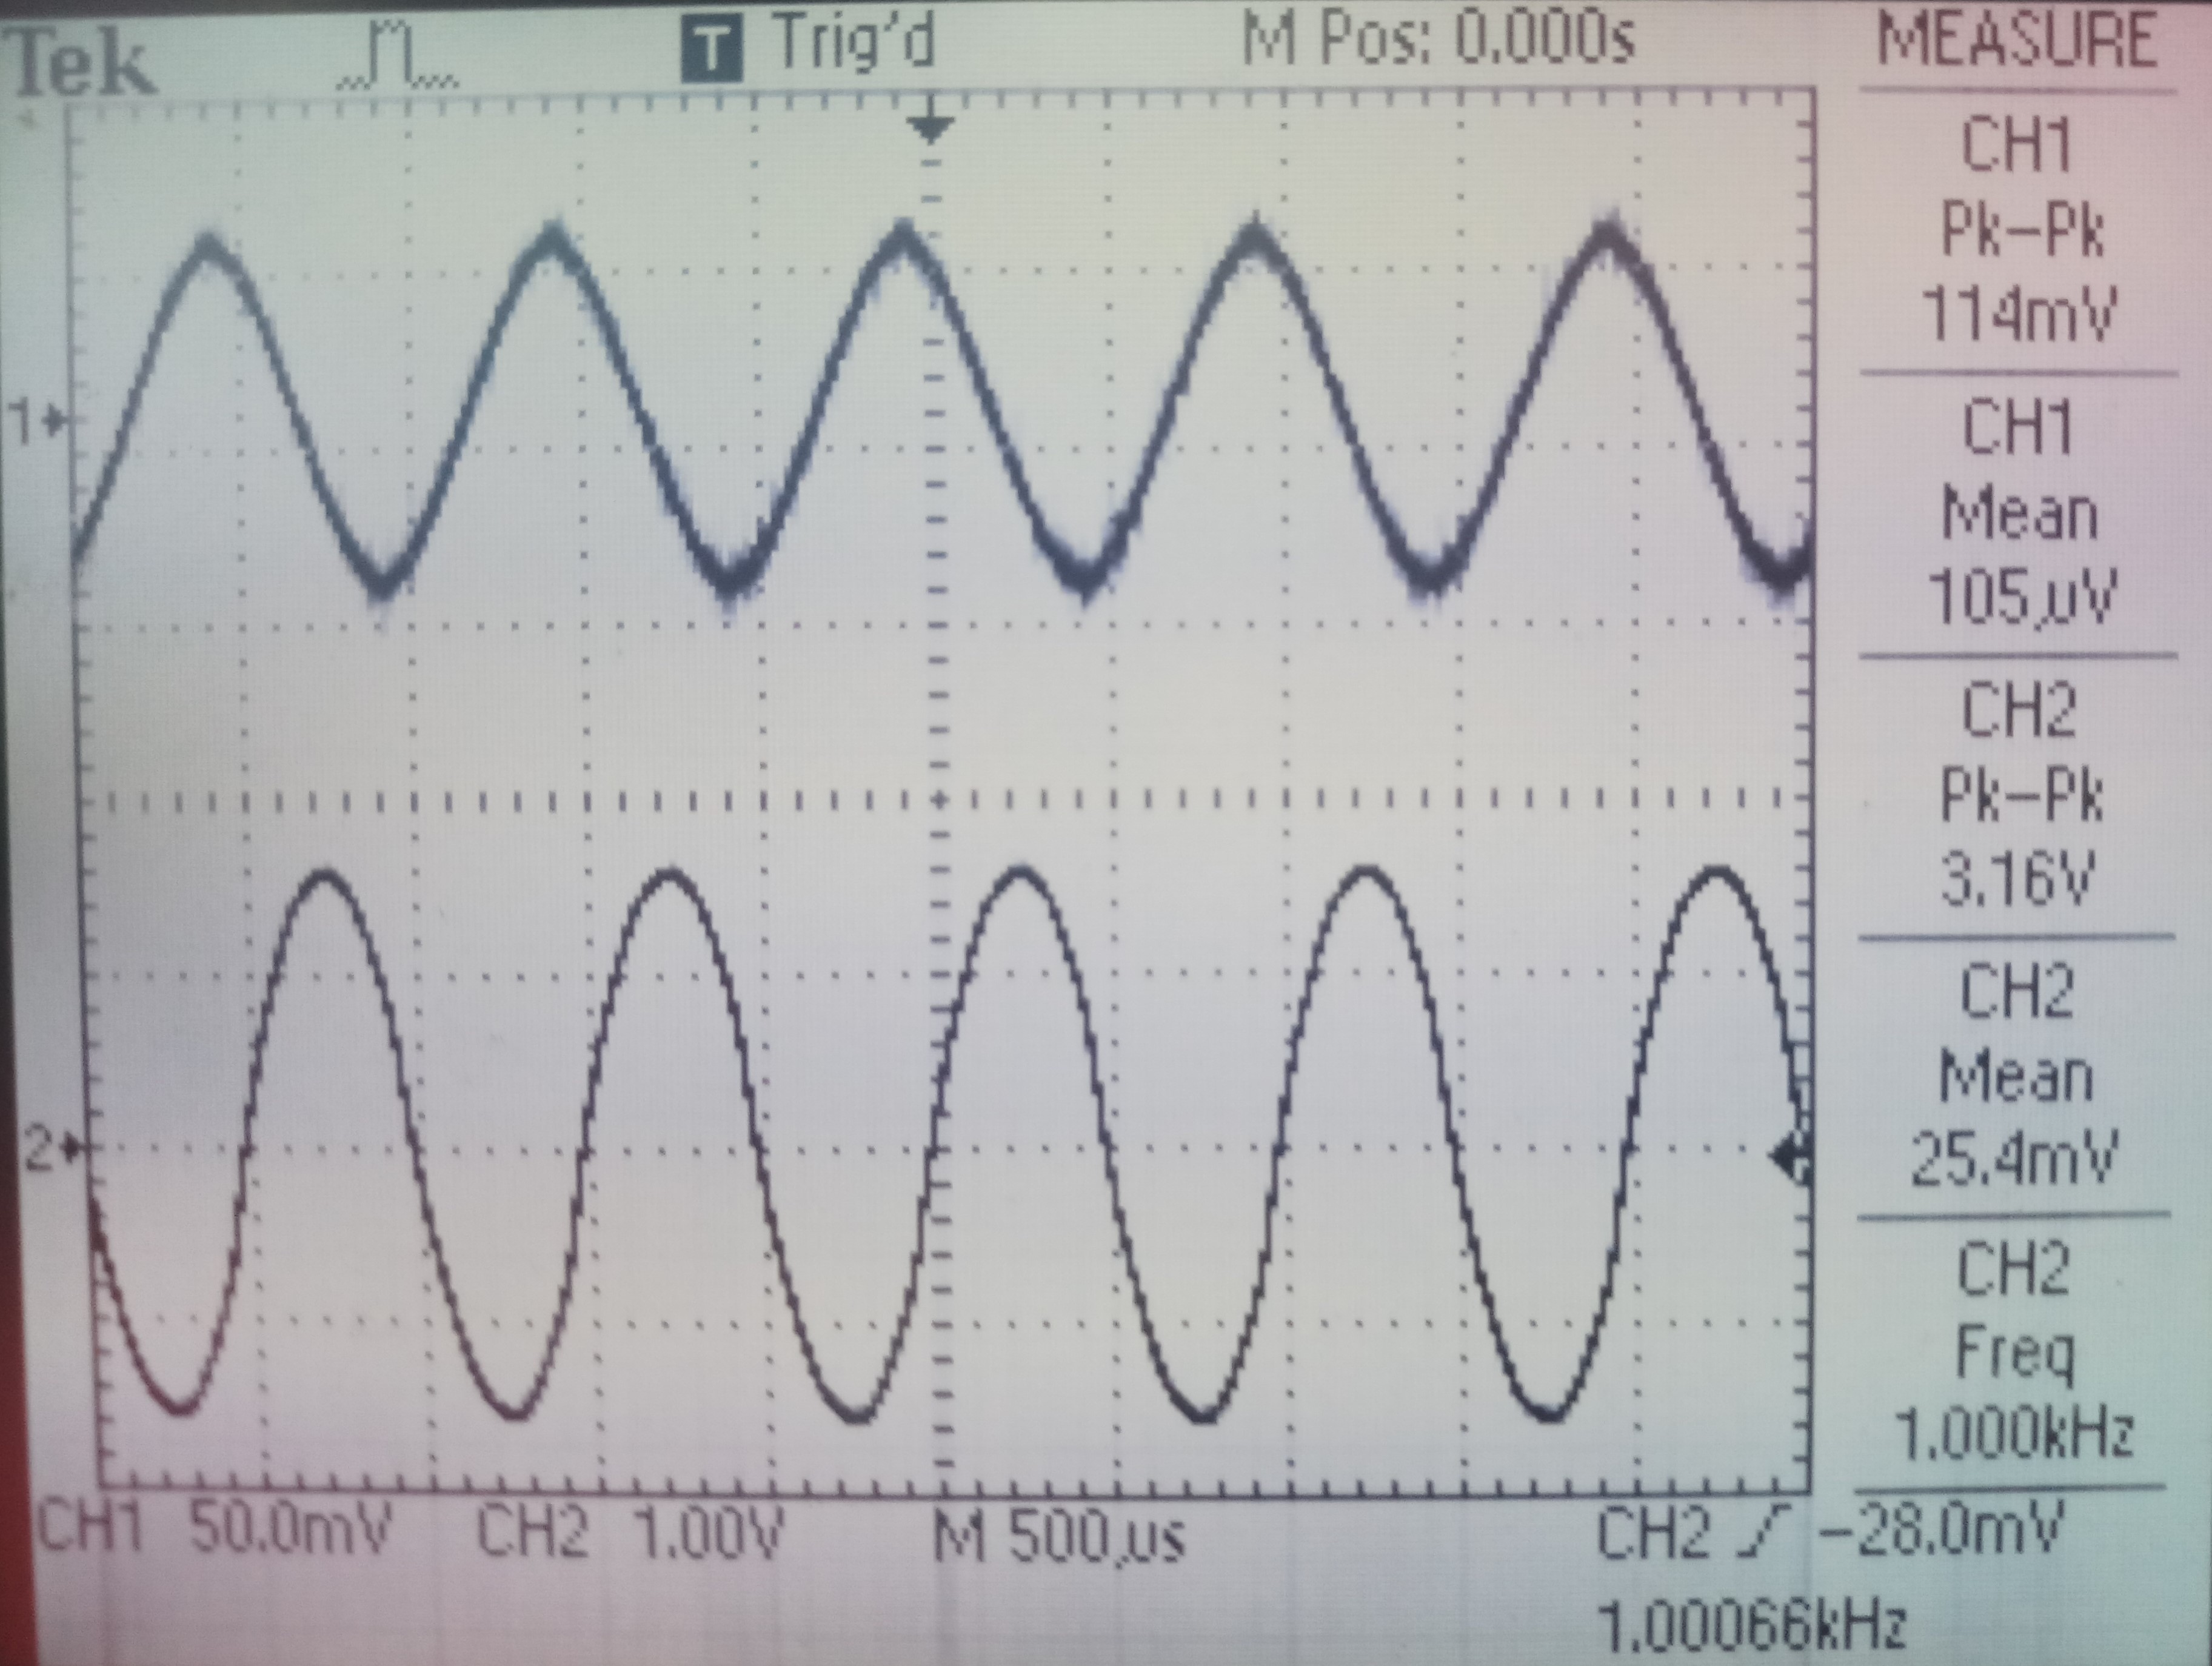 Tek T Trig'd M Pos: 0.000s MEASURE
CH1
Pk-Pk
114mV
1
CH1
Mean
105µV
CH2
Pk-Pk
3.16V
CH2
Mean
25.4mV
2
CH2
Freq
1.000kHz
CH1 50.0mV CH2 1.00V M 500µs CH2 -28.0mV
1.00066kHz